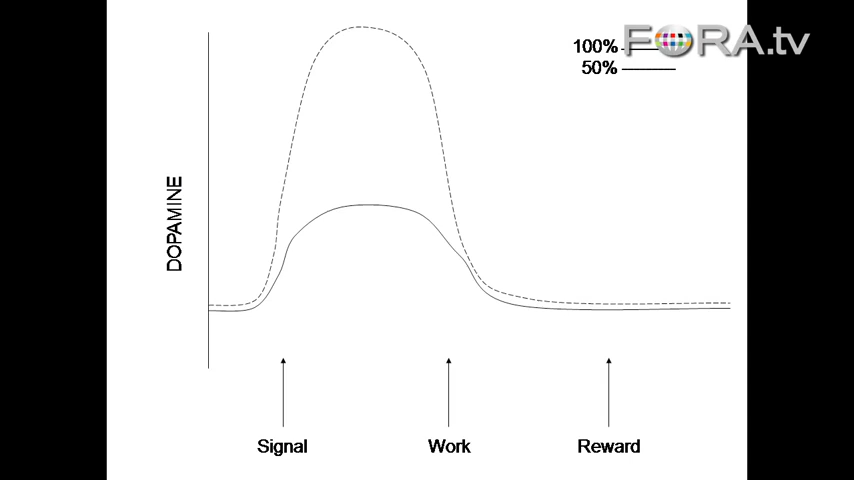 FORA.tv
100%
50%
DOPAMINE
Signal
Work
Reward